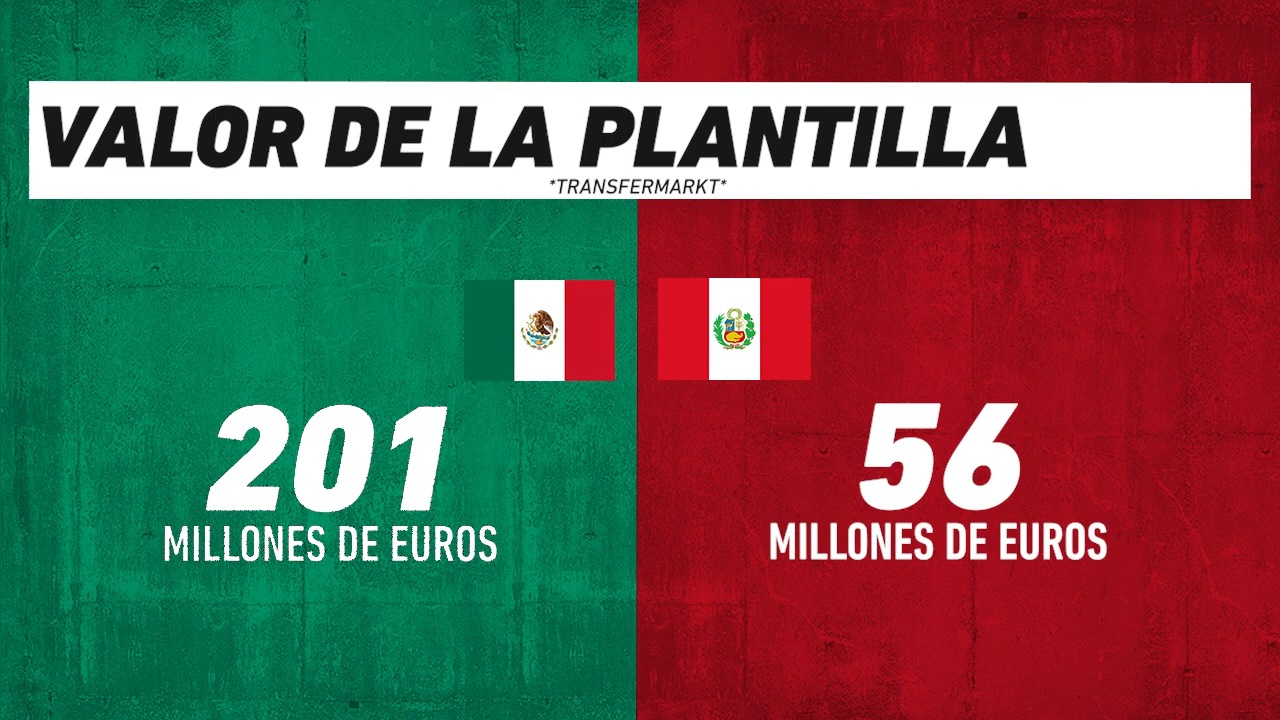 VALOR DE LA PLANTILLA
*TRANSFERMARKT*
201
MILLONES DE EUROS
56
MILLONES DE EUROS